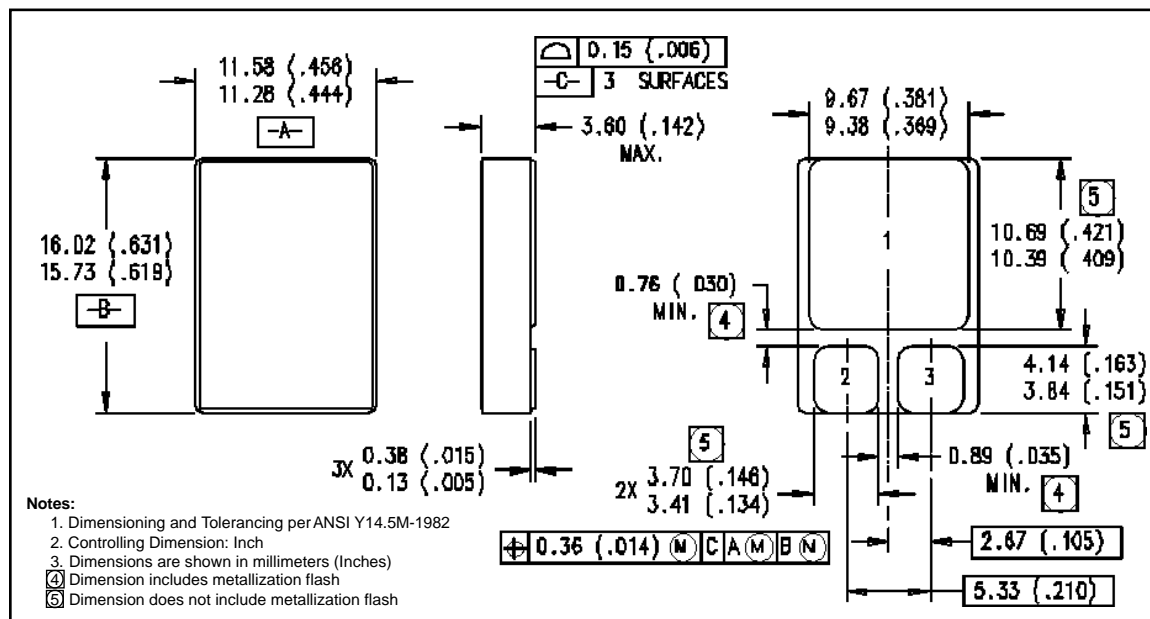 11.58 (.456)
11.28 (.444)
-A-
16.02 (.631)
15.73 (.619)
-B-
⌓ 0.15 (.006)
-C- 3 SURFACES
3.60 (.142)
MAX.
3X 0.38 (.015)
0.13 (.005)
9.67 (.381)
9.38 (.369)
1
5
10.69 (.421)
10.39 ( 409)
0.76 ( 030)
MIN. 4
2
3
4.14 (.163)
3.84 (.151)
5
5
2X 3.70 (.146)
3.41 (.134)
0.89 (.035)
MIN. 4
⌖ 0.36 (.014) Ⓜ C A Ⓜ B Ⓜ
2.67 (.105)
5.33 (.210)
Notes:
1. Dimensioning and Tolerancing per ANSI Y14.5M-1982
2. Controlling Dimension: Inch
3. Dimensions are shown in millimeters (Inches)
4 Dimension includes metallization flash
5 Dimension does not include metallization flash